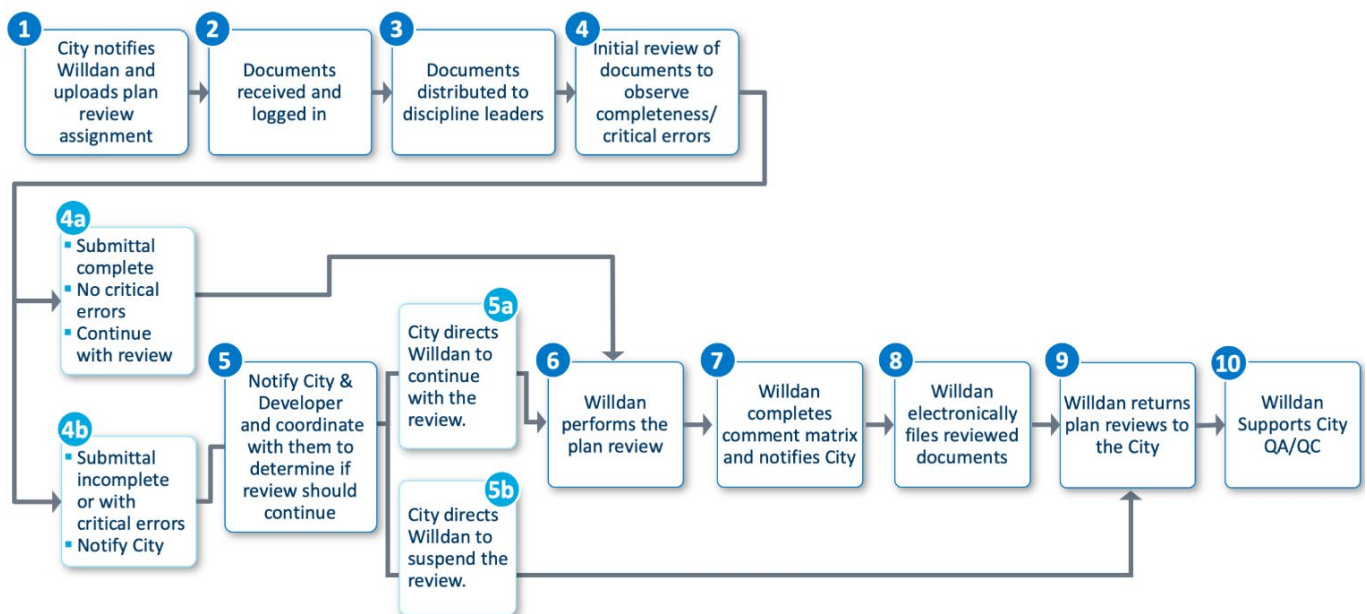 1
City notifies
Willdan and
uploads plan
review
assignment
2
Documents
received and
logged in
3
Documents
distributed to
discipline leaders
4
Initial review of
documents to
observe
completeness/
critical errors
4a
▪ Submittal
complete
▪ No critical
errors
▪ Continue
with review
4b
▪ Submittal
incomplete
or with
critical errors
▪ Notify City
5
Notify City &
Developer
and coordinate
with them to
determine if
review should
continue
5a
City directs
Willdan to
continue
with the
review.
5b
City directs
Willdan to
suspend the
review.
6
Willdan
performs the
plan review
7
Willdan
completes
comment matrix
and notifies City
8
Willdan
electronically
files reviewed
documents
9
Willdan returns
plan reviews to
the City
10
Willdan
Supports City
QA/QC